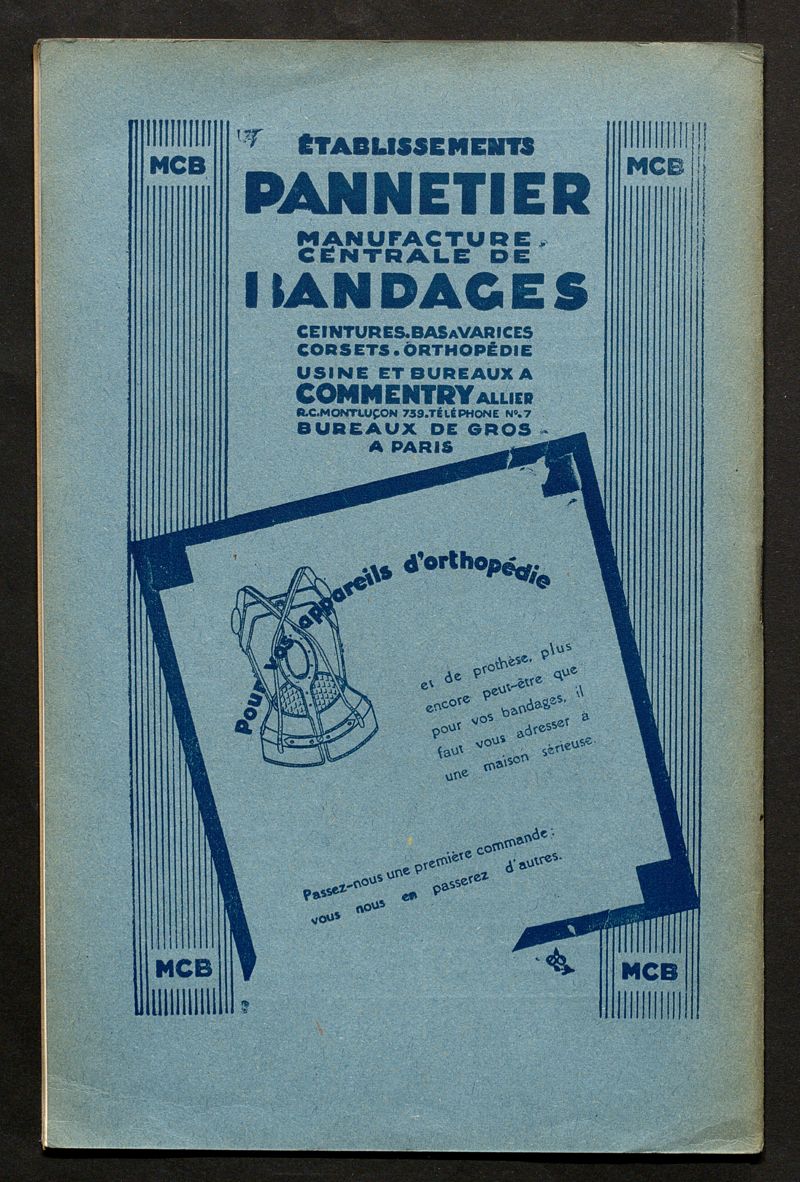 MCB
MCB
ÉTABLISSEMENTS
PANNETIER
MANUFACTURE
CENTRALE DE
BANDAGES
CEINTURES.BAS A VARICES
CORSETS.ORTHOPÉDIE
USINE ET BUREAUX A
COMMENTRY ALLIER
R.C.MONTLUÇON 739.TÉLÉPHONE No.7
BUREAUX DE GROS
A PARIS
Pour vos appareils d'orthopédie
et de prothèse, plus
encore peut-être que
pour vos bandages, il
faut vous adresser à
une maison sérieuse.
Passez-nous une première commande ;
vous nous en passerez d'autres.
MCB
MCB